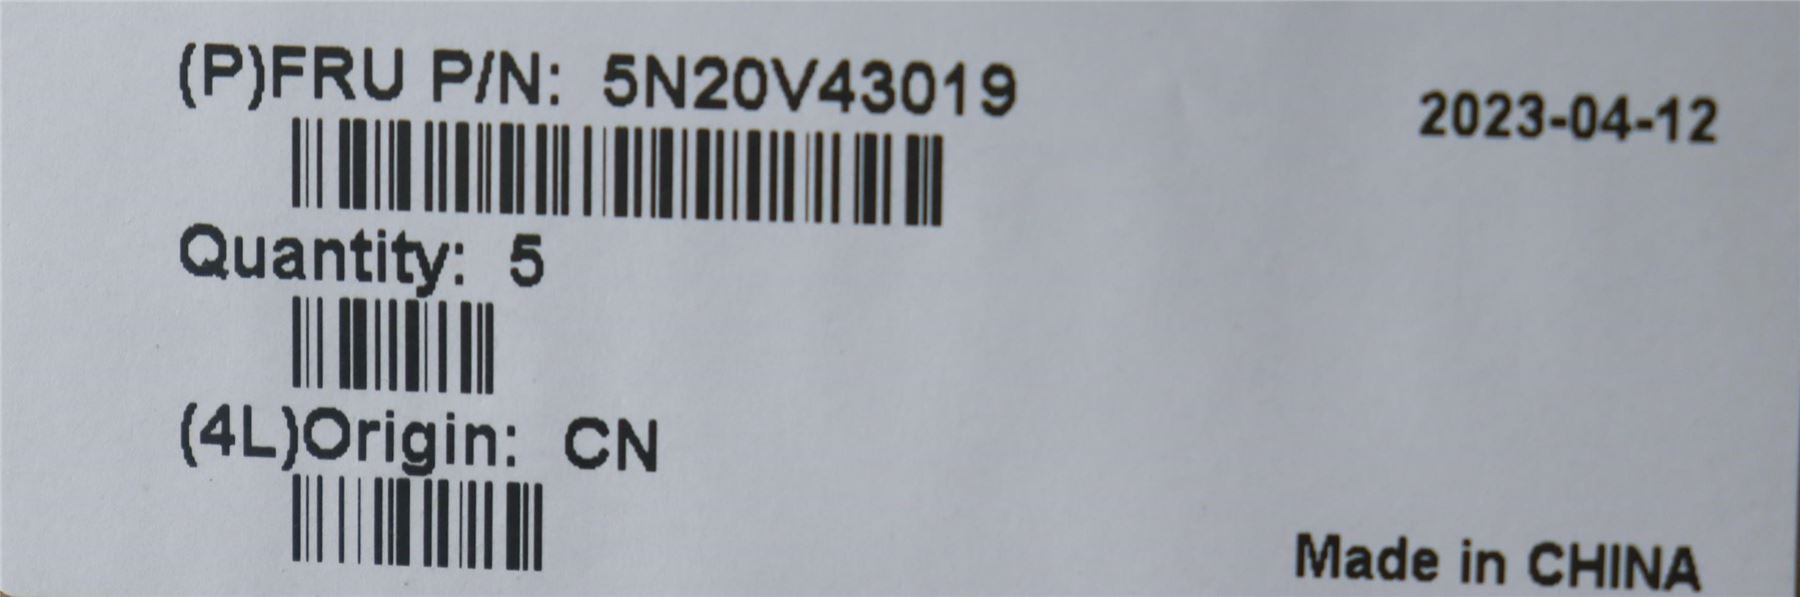 (P)FRU P/N: 5N20V43019
2023-04-12
Quantity: 5
(4L)Origin: CN
Made in CHINA